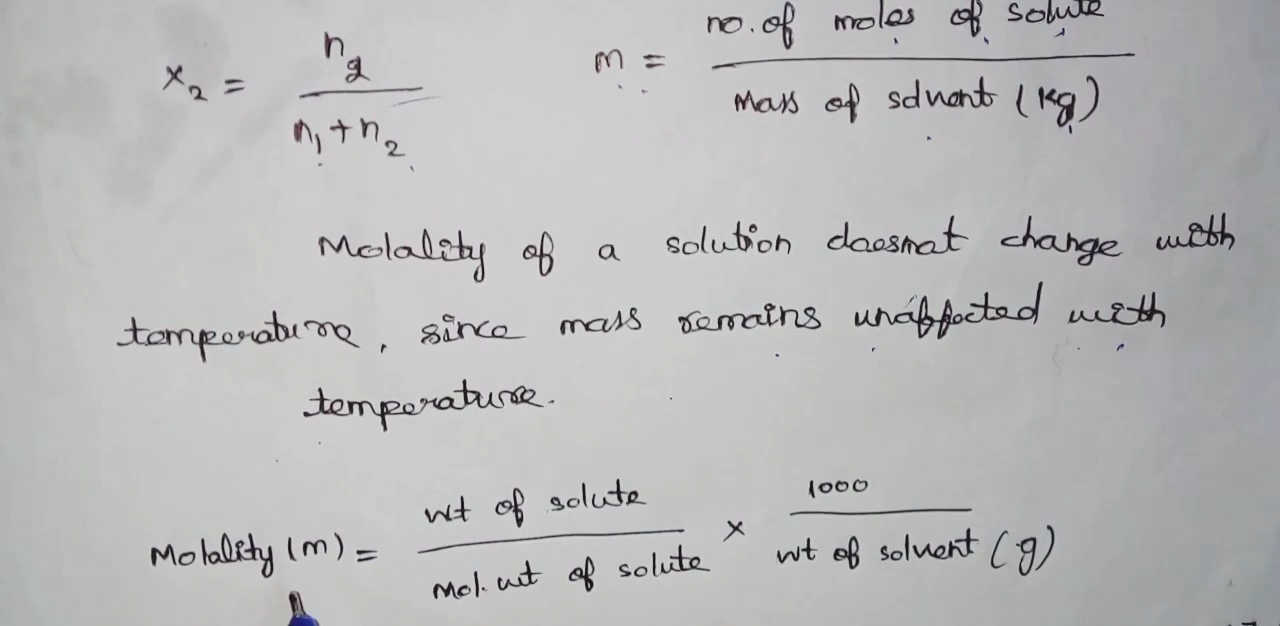 x₂ = n₂ / n₁ + n₂
m = no. of moles of solute / Mass of solvent (kg)
Molality of a solution doesnot change with
temperature, since mass remains unaffected with
temperature.
Molality (m) = wt of solute / Mol. wt of solute × 1000 / wt of solvent (g)